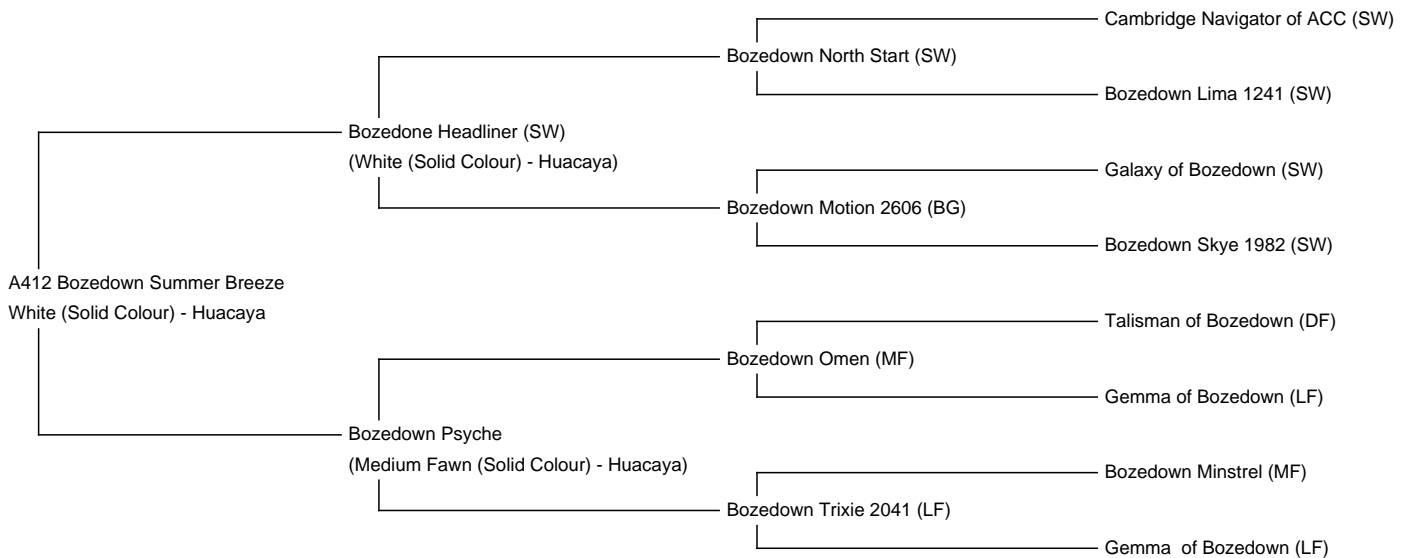 Cambridge Navigator of ACC (SW)
Bozedown North Start (SW)
Bozedown Lima 1241 (SW)
Bozedone Headliner (SW)
(White (Solid Colour) - Huacaya)
Galaxy of Bozedown (SW)
Bozedown Motion 2606 (BG)
Bozedown Skye 1982 (SW)
A412 Bozedown Summer Breeze
White (Solid Colour) - Huacaya
Talisman of Bozedown (DF)
Bozedown Omen (MF)
Gemma of Bozedown (LF)
Bozedown Psyche
(Medium Fawn (Solid Colour) - Huacaya)
Bozedown Minstrel (MF)
Bozedown Trixie 2041 (LF)
Gemma  of Bozedown (LF)